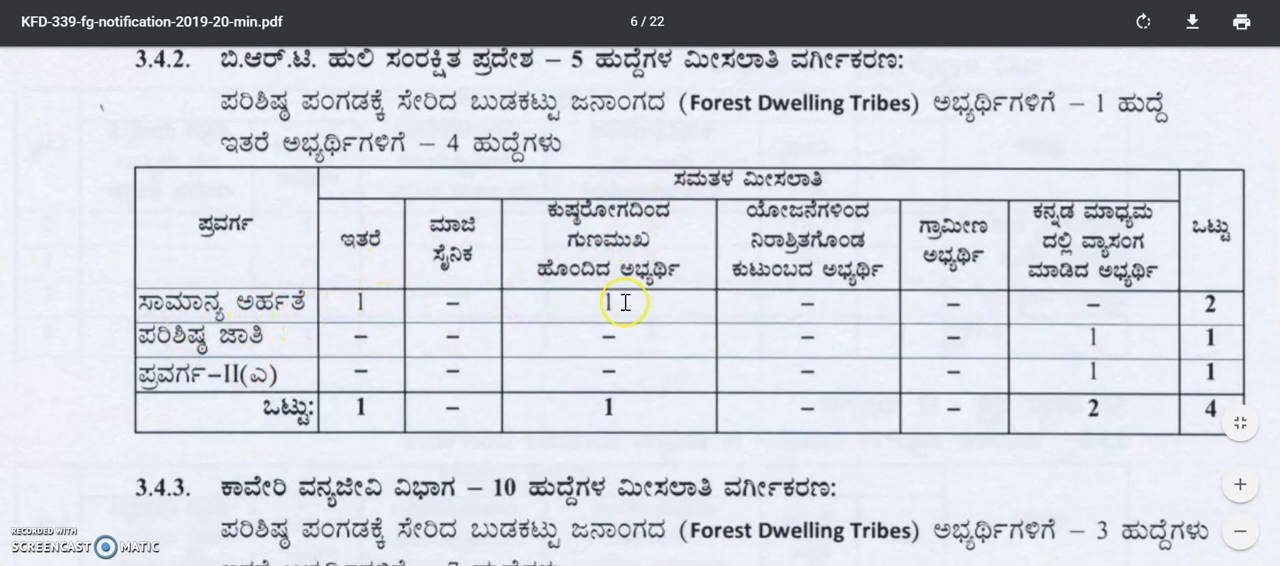 KFD-339-fg-notification-2019-20-min.pdf
6 / 22
3.4.2. ಬಿ.ಆರ್.ಟಿ. ಹುಲಿ ಸಂರಕ್ಷಿತ ಪ್ರದೇಶ – 5 ಹುದ್ದೆಗಳ ಮೀಸಲಾತಿ ವರ್ಗೀಕರಣ:
ಪರಿಶಿಷ್ಠ ಪಂಗಡಕ್ಕೆ ಸೇರಿದ ಬುಡಕಟ್ಟು ಜನಾಂಗದ (Forest Dwelling Tribes) ಅಭ್ಯರ್ಥಿಗಳಿಗೆ – 1 ಹುದ್ದೆ
ಇತರೆ ಅಭ್ಯರ್ಥಿಗಳಿಗೆ – 4 ಹುದ್ದೆಗಳು
ಪ್ರವರ್ಗ
ಸಮತಳ ಮೀಸಲಾತಿ
ಒಟ್ಟು
ಇತರೆ
ಮಾಜಿ
ಸೈನಿಕ
ಕುಷ್ಠರೋಗದಿಂದ
ಗುಣಮುಖ
ಹೊಂದಿದ ಅಭ್ಯರ್ಥಿ
ಯೋಜನೆಗಳಿಂದ
ನಿರಾಶ್ರಿತಗೊಂಡ
ಕುಟುಂಬದ ಅಭ್ಯರ್ಥಿ
ಗ್ರಾಮೀಣ
ಅಭ್ಯರ್ಥಿ
ಕನ್ನಡ ಮಾಧ್ಯಮ
ದಲ್ಲಿ ವ್ಯಾಸಂಗ
ಮಾಡಿದ ಅಭ್ಯರ್ಥಿ
ಸಾಮಾನ್ಯ ಅರ್ಹತೆ 1 – 1 – – – 2
ಪರಿಶಿಷ್ಠ ಜಾತಿ – – – – – 1 1
ಪ್ರವರ್ಗ–II(ಎ) – – – – – 1 1
ಒಟ್ಟು: 1 – 1 – – 2 4
3.4.3. ಕಾವೇರಿ ವನ್ಯಜೀವಿ ವಿಭಾಗ – 10 ಹುದ್ದೆಗಳ ಮೀಸಲಾತಿ ವರ್ಗೀಕರಣ:
ಪರಿಶಿಷ್ಠ ಪಂಗಡಕ್ಕೆ ಸೇರಿದ ಬುಡಕಟ್ಟು ಜನಾಂಗದ (Forest Dwelling Tribes) ಅಭ್ಯರ್ಥಿಗಳಿಗೆ – 3 ಹುದ್ದೆಗಳು
RECORDED WITH
SCREENCAST MATIC